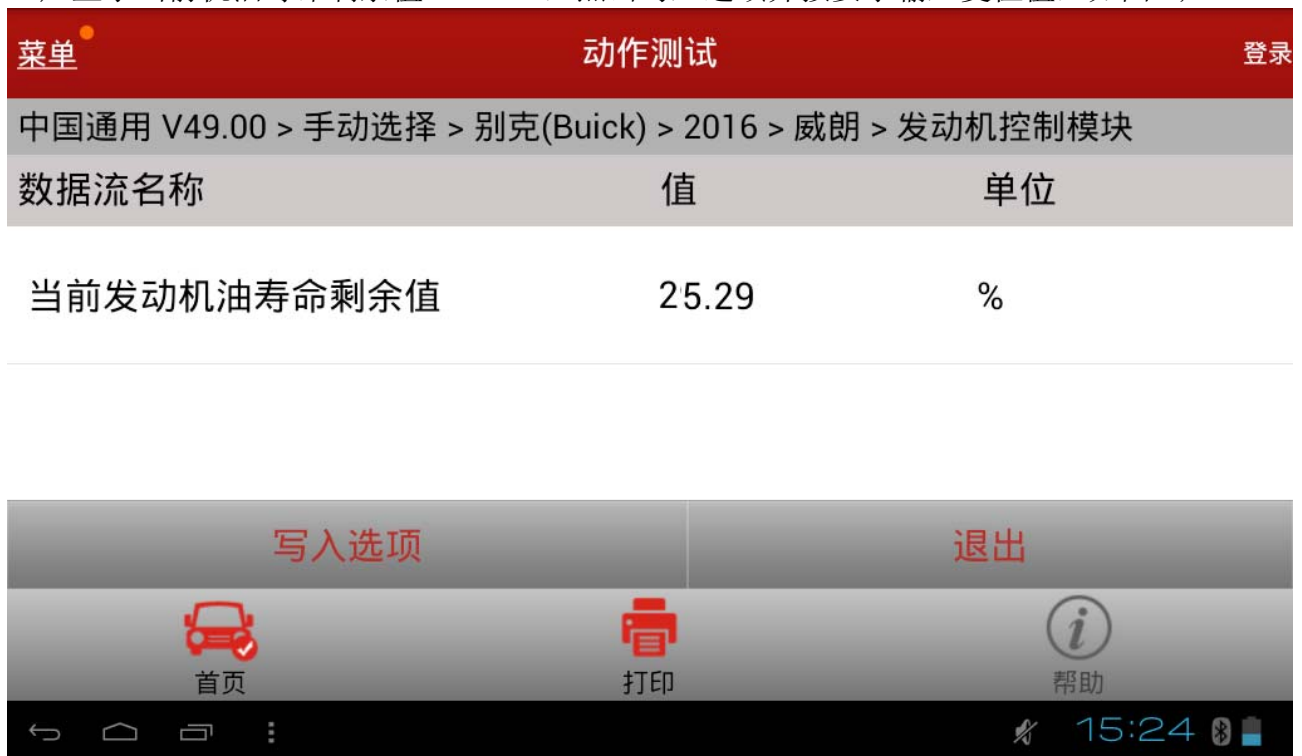 菜单 动作测试 登录
中国通用 V49.00 > 手动选择 > 别克(Buick) > 2016 > 威朗 > 发动机控制模块
数据流名称 值 单位
当前发动机油寿命剩余值 25.29 %
写入选项 退出
首页 打印 帮助
15:24